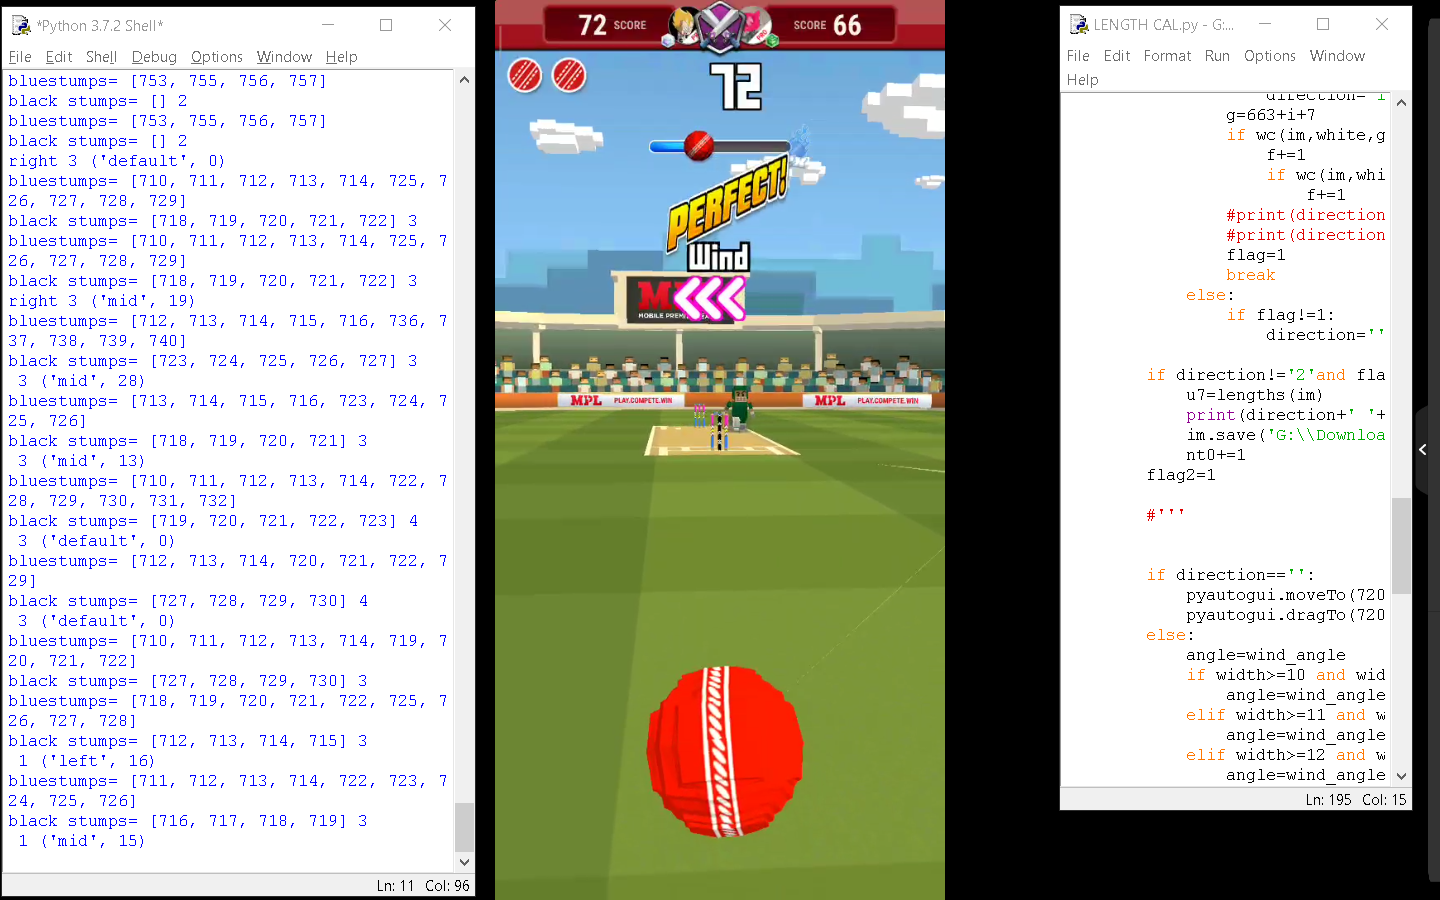 *Python 3.7.2 Shell*
File Edit Shell Debug Options Window Help
bluestumps= [753, 755, 756, 757]
black stumps= [] 2
bluestumps= [753, 755, 756, 757]
black stumps= [] 2
right 3 ('default', 0)
bluestumps= [710, 711, 712, 713, 714, 725, 7
26, 727, 728, 729]
black stumps= [718, 719, 720, 721, 722] 3
bluestumps= [710, 711, 712, 713, 714, 725, 7
26, 727, 728, 729]
black stumps= [718, 719, 720, 721, 722] 3
right 3 ('mid', 19)
bluestumps= [712, 713, 714, 715, 716, 736, 7
37, 738, 739, 740]
black stumps= [723, 724, 725, 726, 727] 3
3 ('mid', 28)
bluestumps= [713, 714, 715, 716, 723, 724, 7
25, 726]
black stumps= [718, 719, 720, 721] 3
3 ('mid', 13)
bluestumps= [710, 711, 712, 713, 714, 722, 7
28, 729, 730, 731, 732]
black stumps= [719, 720, 721, 722, 723] 4
3 ('default', 0)
bluestumps= [712, 713, 714, 720, 721, 722, 7
29]
black stumps= [727, 728, 729, 730] 4
3 ('default', 0)
bluestumps= [710, 711, 712, 713, 714, 719, 7
20, 721, 722]
black stumps= [727, 728, 729, 730] 3
bluestumps= [718, 719, 720, 721, 722, 725, 7
26, 727, 728]
black stumps= [712, 713, 714, 715] 3
1 ('left', 16)
bluestumps= [711, 712, 713, 714, 722, 723, 7
24, 725, 726]
black stumps= [716, 717, 718, 719] 3
1 ('mid', 15)
Ln: 11 Col: 96
72 SCORE SCORE 66
72
PERFECT!
Wind
MOBILE PREMIER
MPL PLAY.COMPETE.WIN MPL PLAY.COMPETE.WIN
LENGTH CAL.py - G:...
File Edit Format Run Options Window
Help
direction='i
g=663+i+7
if wc(im,white,g
f+=1
if wc(im,whi
f+=1
#print(direction
#print(direction
flag=1
break
else:
if flag!=1:
direction=''
if direction!='2'and fla
u7=lengths(im)
print(direction+' '+
im.save('G:\\Downloa
nt0+=1
flag2=1
#'''
if direction=='':
pyautogui.moveTo(720
pyautogui.dragTo(720
else:
angle=wind_angle
if width>=10 and wid
angle=wind_angle
elif width>=11 and w
angle=wind_angle
elif width>=12 and w
angle=wind_angle
Ln: 195 Col: 15